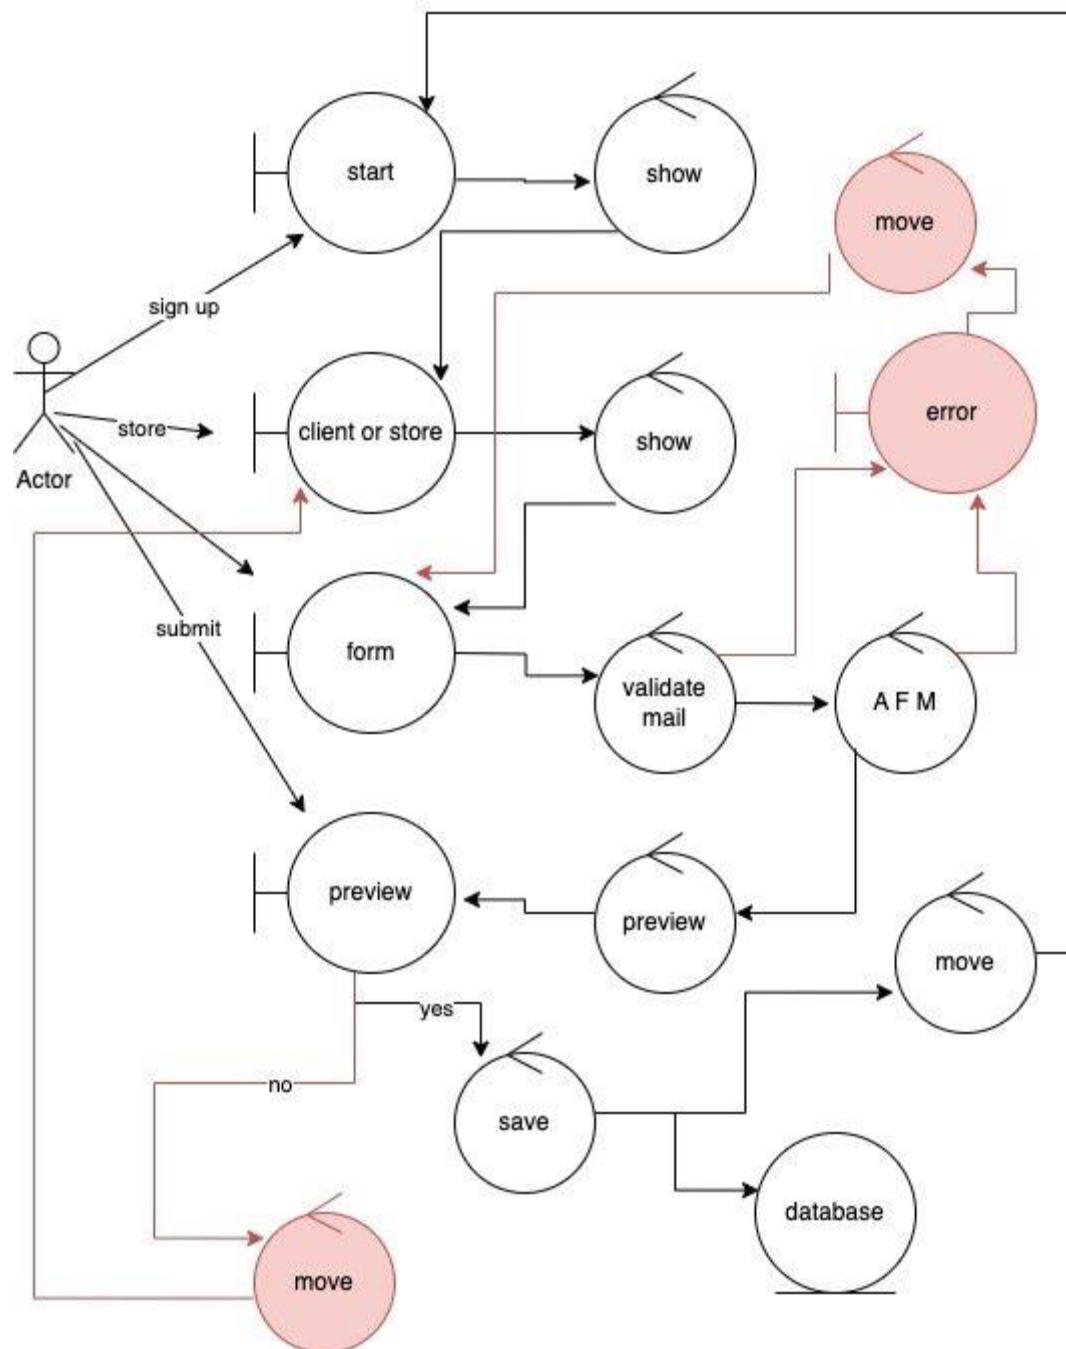 start
show
move
sign up
client or store
show
error
store
Actor
submit
form
validate
mail
A F M
preview
preview
move
yes
no
save
database
move